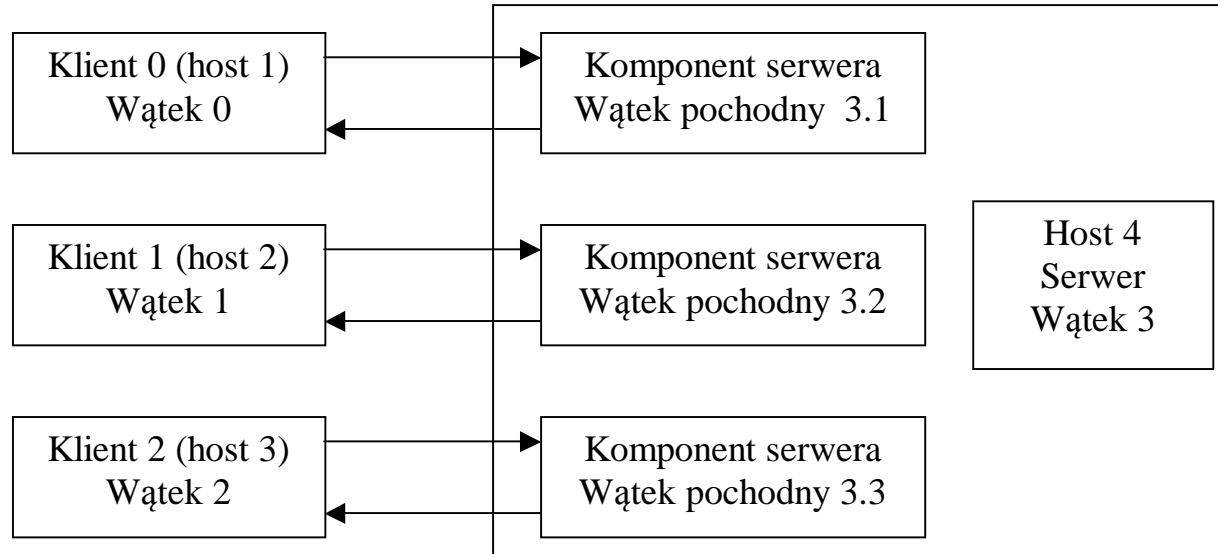 Klient 0 (host 1)
Wątek 0
Komponent serwera
Wątek pochodny 3.1
Klient 1 (host 2)
Wątek 1
Komponent serwera
Wątek pochodny 3.2
Host 4
Serwer
Wątek 3
Klient 2 (host 3)
Wątek 2
Komponent serwera
Wątek pochodny 3.3